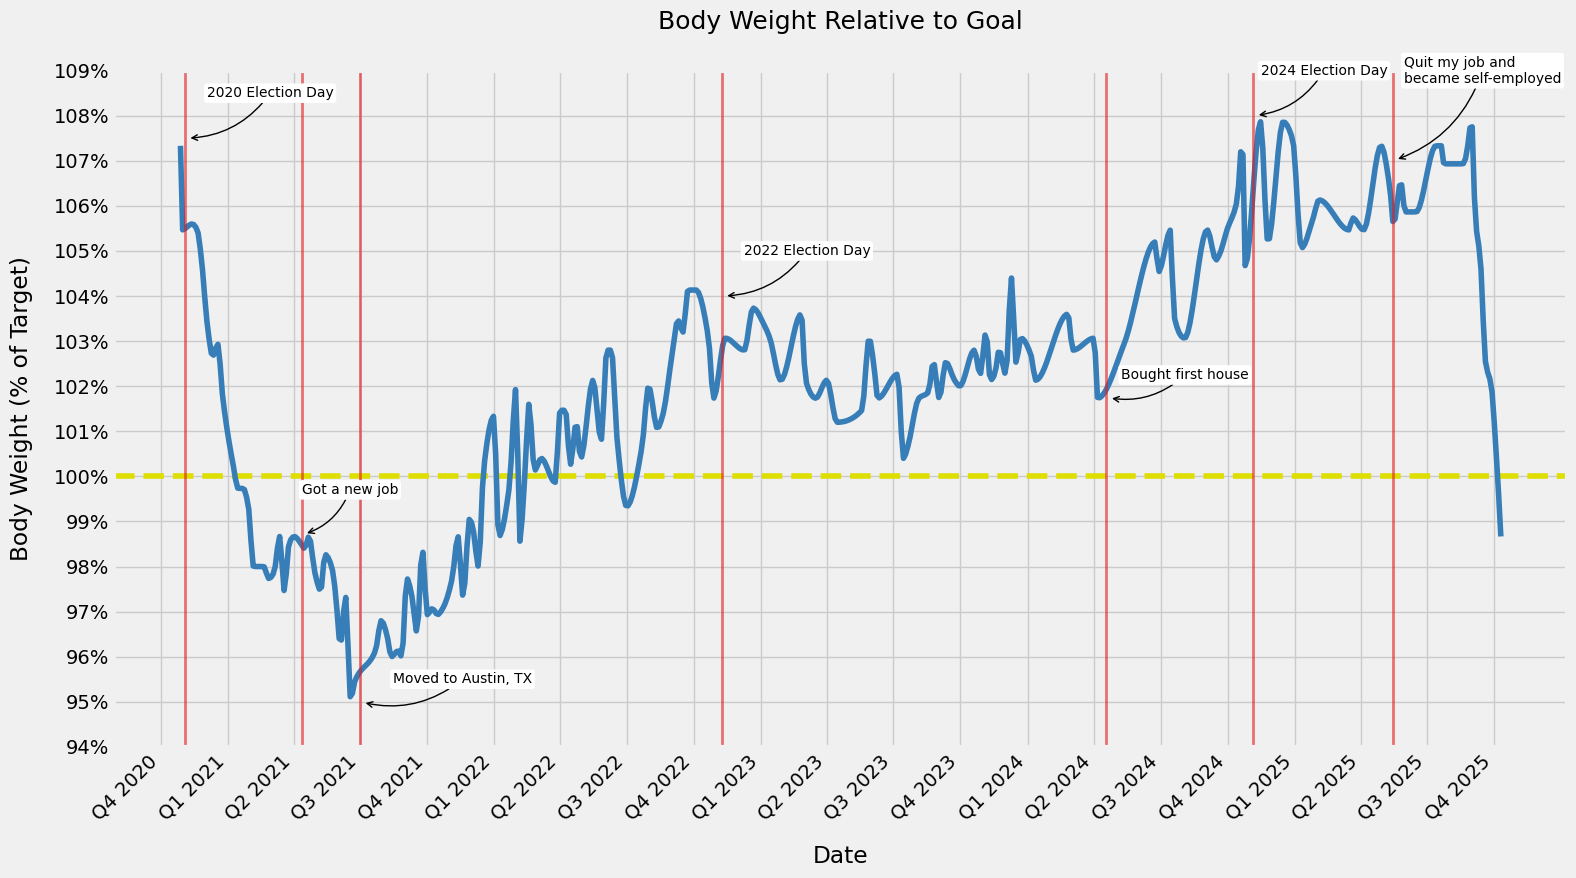 Body Weight Relative to Goal
109%
108%
107%
106%
105%
104%
103%
102%
101%
100%
99%
98%
97%
96%
95%
94%
Body Weight (% of Target)
2020 Election Day
Got a new job
Moved to Austin, TX
2022 Election Day
Bought first house
2024 Election Day
Quit my job and
became self-employed
Q4 2020
Q1 2021
Q2 2021
Q3 2021
Q4 2021
Q1 2022
Q2 2022
Q3 2022
Q4 2022
Q1 2023
Q2 2023
Q3 2023
Q4 2023
Q1 2024
Q2 2024
Q3 2024
Q4 2024
Q1 2025
Q2 2025
Q3 2025
Q4 2025
Date